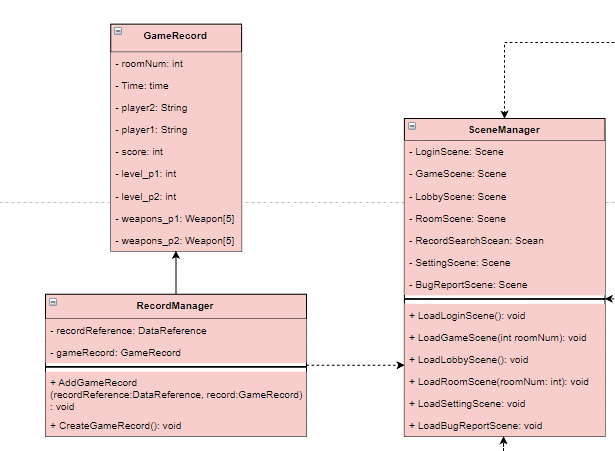 GameRecord
- roomNum: int
- Time: time
- player2: String
- player1: String
- score: int
- level_p1: int
- level_p2: int
- weapons_p1: Weapon[5]
- weapons_p2: Weapon[5]
RecordManager
- recordReference: DataReference
- gameRecord: GameRecord
+ AddGameRecord
(recordReference:DataReference, record:GameRecord)
: void
+ CreateGameRecord(): void
SceneManager
- LoginScene: Scene
- GameScene: Scene
- LobbyScene: Scene
- RoomScene: Scene
- RecordSearchScean: Scean
- SettingScene: Scene
- BugReportScene: Scene
+ LoadLoginScene(): void
+ LoadGameScene(int roomNum): void
+ LoadLobbyScene(): void
+ LoadRoomScene(roomNum: int): void
+ LoadSettingScene: void
+ LoadBugReportScene: void